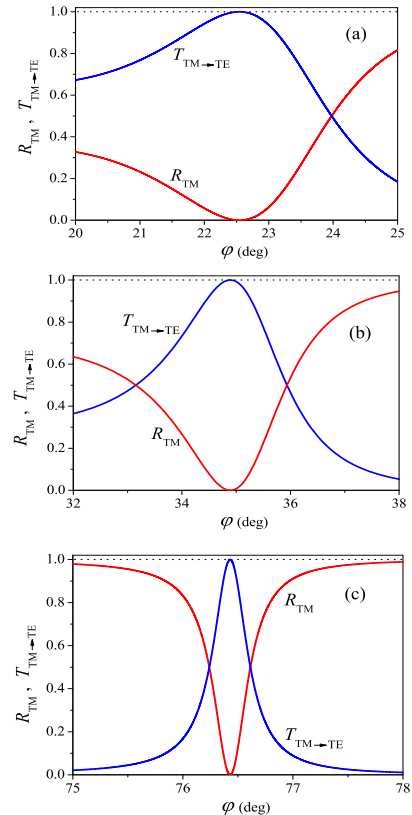 (a)
R_TM , T_TM→TE
1.0
0.8
0.6
0.4
0.2
0.0
T_TM→TE
R_TM
20 21 22 23 24 25
φ (deg)
(b)
R_TM , T_TM→TE
1.0
0.8
0.6
0.4
0.2
0.0
T_TM→TE
R_TM
32 34 36 38
φ (deg)
(c)
R_TM , T_TM→TE
1.0
0.8
0.6
0.4
0.2
0.0
R_TM
T_TM→TE
75 76 77 78
φ (deg)